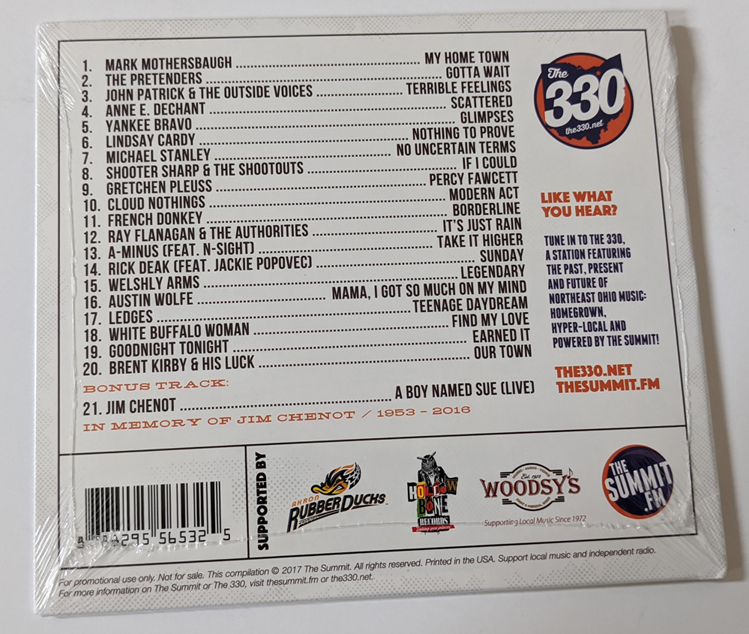 1. MARK MOTHERSBAUGH MY HOME TOWN
2. THE PRETENDERS GOTTA WAIT
3. JOHN PATRICK & THE OUTSIDE VOICES TERRIBLE FEELINGS
4. ANNE E. DECHANT SCATTERED
5. YANKEE BRAVO GLIMPSES
6. LINDSAY CARDY NOTHING TO PROVE
7. MICHAEL STANLEY NO UNCERTAIN TERMS
8. SHOOTER SHARP & THE SHOOTOUTS IF I COULD
9. GRETCHEN PLEUSS PERCY FAWCETT
10. CLOUD NOTHINGS MODERN ACT
11. FRENCH DONKEY BORDERLINE
12. RAY FLANAGAN & THE AUTHORITIES IT'S JUST RAIN
13. A-MINUS (FEAT. N-SIGHT) TAKE IT HIGHER
14. RICK DEAK (FEAT. JACKIE POPOVEC) SUNDAY
15. WELSHLY ARMS LEGENDARY
16. AUSTIN WOLFE MAMA, I GOT SO MUCH ON MY MIND
17. LEDGES TEENAGE DAYDREAM
18. WHITE BUFFALO WOMAN FIND MY LOVE
19. GOODNIGHT TONIGHT EARNED IT
20. BRENT KIRBY & HIS LUCK OUR TOWN
BONUS TRACK:
21. JIM CHENOT A BOY NAMED SUE (LIVE)
IN MEMORY OF JIM CHENOT / 1953 - 2016
The
330
the330.net
LIKE WHAT
YOU HEAR?
TUNE IN TO THE 330,
A STATION FEATURING
THE PAST, PRESENT
AND FUTURE OF
NORTHEAST OHIO MUSIC:
HOMEGROWN,
HYPER-LOCAL AND
POWERED BY THE SUMMIT!
THE330.NET
THESUMMIT.FM
SUPPORTED BY
AKRON
RUBBERDUCKS
HOLLOW
BONE
RECORDS
Est. 1972
WOODSY'S
Supporting Local Music Since 1972
THE
SUMMIT
.FM
295 56532 5
For promotional use only. Not for sale. This compilation © 2017 The Summit. All rights reserved. Printed in the USA. Support local music and independent radio.
For more information on The Summit or The 330, visit thesummit.fm or the330.net.